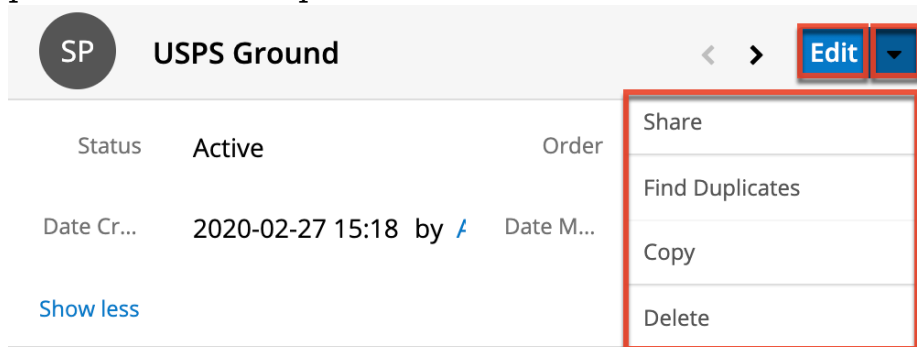 SP USPS Ground Edit
Share
Status Active Order
Find Duplicates
Date Cr... 2020-02-27 15:18 by Date M...
Copy
Show less
Delete